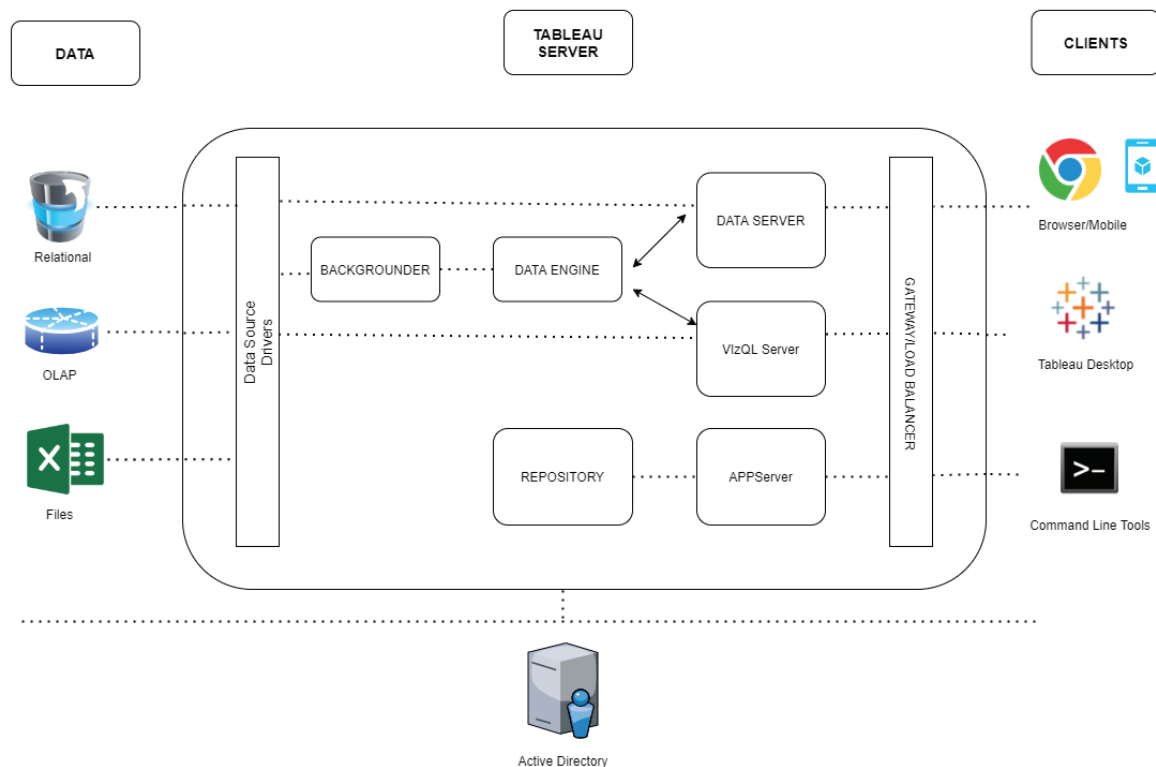 DATA
TABLEAU
SERVER
CLIENTS
Relational
OLAP
Files
Data Source
Drivers
BACKGROUNDER
DATA ENGINE
DATA SERVER
VIzQL Server
REPOSITORY
APPServer
GATEWAY/LOAD BALANCER
Browser/Mobile
Tableau Desktop
Command Line Tools
Active Directory